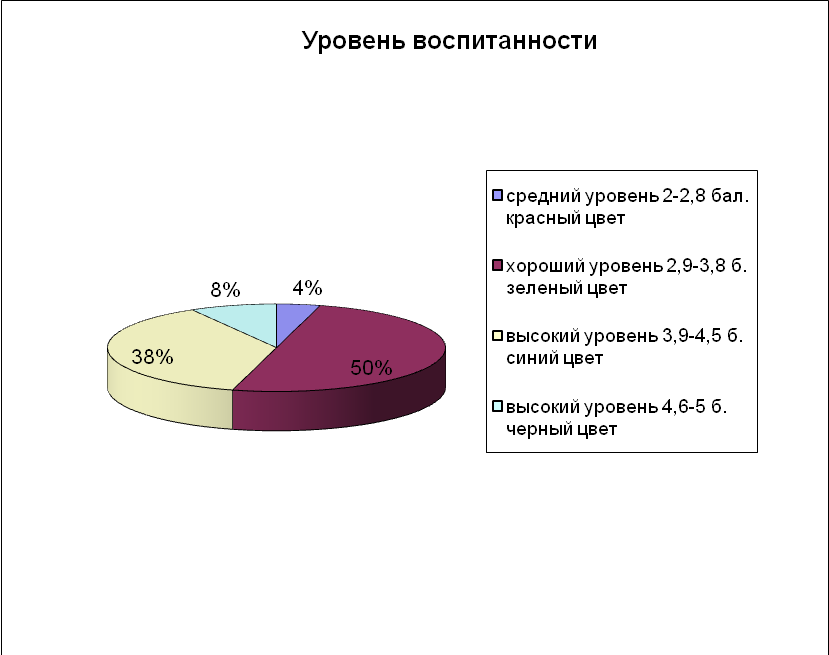 Уровень воспитанности
средний уровень 2-2,8 бал.
красный цвет
хороший уровень 2,9-3,8 б.
зеленый цвет
высокий уровень 3,9-4,5 б.
синий цвет
высокий уровень 4,6-5 б.
черный цвет
8%
4%
38%
50%